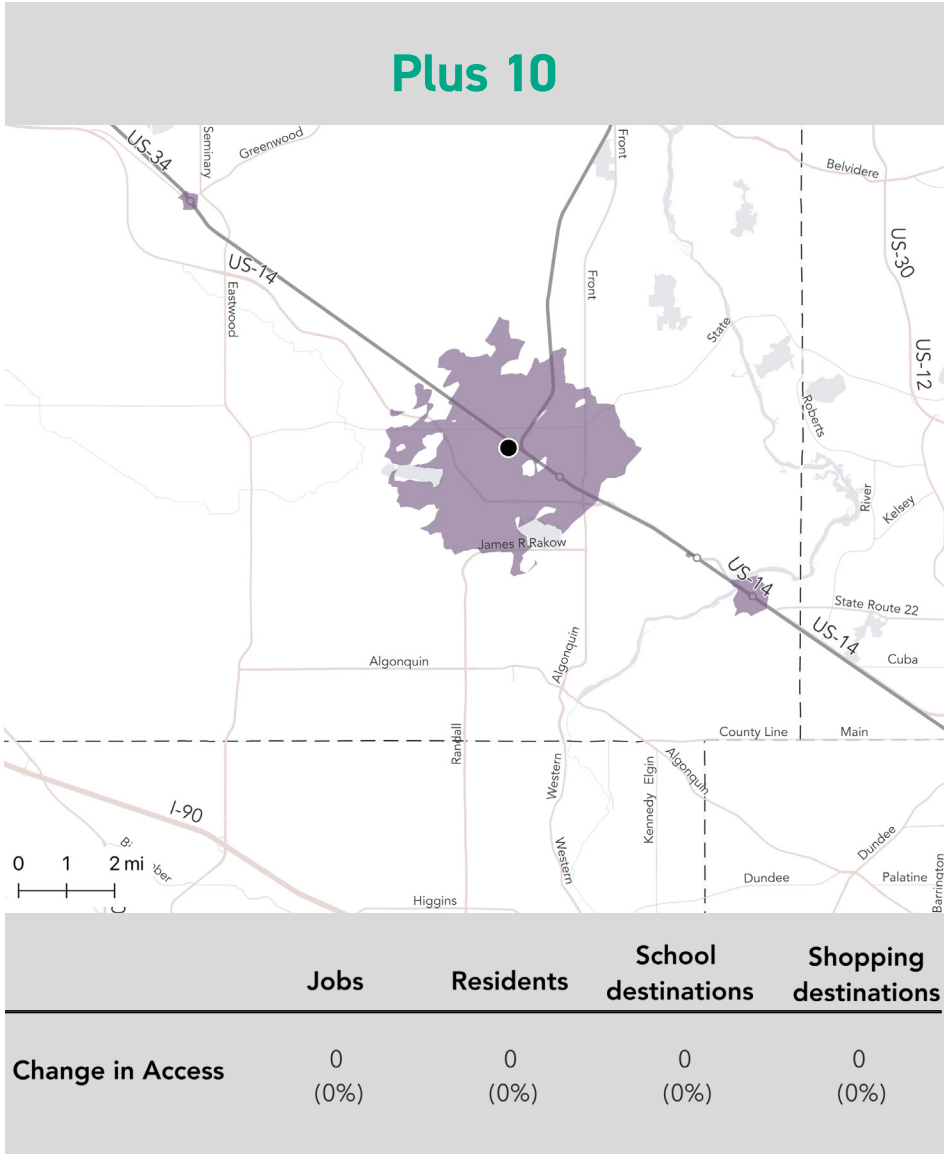 Plus 10
US-34
Seminary
Greenwood
Front
Belvidere
US-14
Eastwood
Front
US-30
State
US-12
Roberts
River
Kelsey
James R Rakow
US-14
State Route 22
US-14
Algonquin
Algonquin
Cuba
Randall
County Line
Main
Western
Kennedy
Elgin
Algonquin
I-90
0 1 2 mi
Western
Dundee
Dundee
Palatine
Barrington
Higgins
Jobs
Residents
School
destinations
Shopping
destinations
Change in Access
0 0 0 0
(0%) (0%) (0%) (0%)